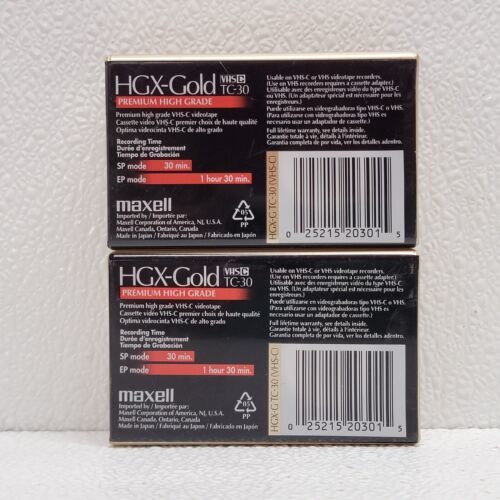 HGX-Gold VHS C TC-30
PREMIUM HIGH GRADE
Premium high grade VHS-C videotape
Cassette vidéo VHS-C premier choix de haute qualité
Optima videocinta VHS-C de alto grado
Recording Time
Durée d'enregistrement
Tiempo de Grabación
SP mode 30 min.
EP mode 1 hour 30 min.
maxell
Imported by / Importée par:
Maxell Corporation of America, NJ, U.S.A.
Maxell Canada, Ontario, Canada
Made in Japan / Fabriqué au Japon / Fabricado en Japón
05
PP
Usable on VHS-C or VHS videotape recorders.
(Use on VHS recorders requires a cassette adapter.)
Utilisable avec des enregistreurs vidéo du type VHS-C
ou VHS. (Un adaptateur spécial est nécessaire pour les
enregistreurs.)
Para uso en videograbadoras tipo VHS-C o VHS.
(Para utilizarse con videograbadoras tipo VHS es
necesario usar un adaptador de cassette.)
Full lifetime warranty, see details inside.
Garantie complète à vie, voir détails à l'intérieur.
Garantía completa de por vida, ver los detalles adentro.
HGX-G TC-30 (VHS-C)
0 25215 20301 5
HGX-Gold VHS C TC-30
PREMIUM HIGH GRADE
Premium high grade VHS-C videotape
Cassette vidéo VHS-C premier choix de haute qualité
Optima videocinta VHS-C de alto grado
Recording Time
Durée d'enregistrement
Tiempo de Grabación
SP mode 30 min.
EP mode 1 hour 30 min.
maxell
Imported by / Importée par:
Maxell Corporation of America, NJ, U.S.A.
Maxell Canada, Ontario, Canada
Made in Japan / Fabriqué au Japon / Fabricado en Japón
05
PP
Usable on VHS-C or VHS videotape recorders.
(Use on VHS recorders requires a cassette adapter.)
Utilisable avec des enregistreurs vidéo du type VHS-C
ou VHS. (Un adaptateur spécial est nécessaire pour les
enregistreurs.)
Para uso en videograbadoras tipo VHS-C o VHS.
(Para utilizarse con videograbadoras tipo VHS es
necesario usar un adaptador de cassette.)
Full lifetime warranty, see details inside.
Garantie complète à vie, voir détails à l'intérieur.
Garantía completa de por vida, ver los detalles adentro.
HGX-G TC-30 (VHS-C)
0 25215 20301 5